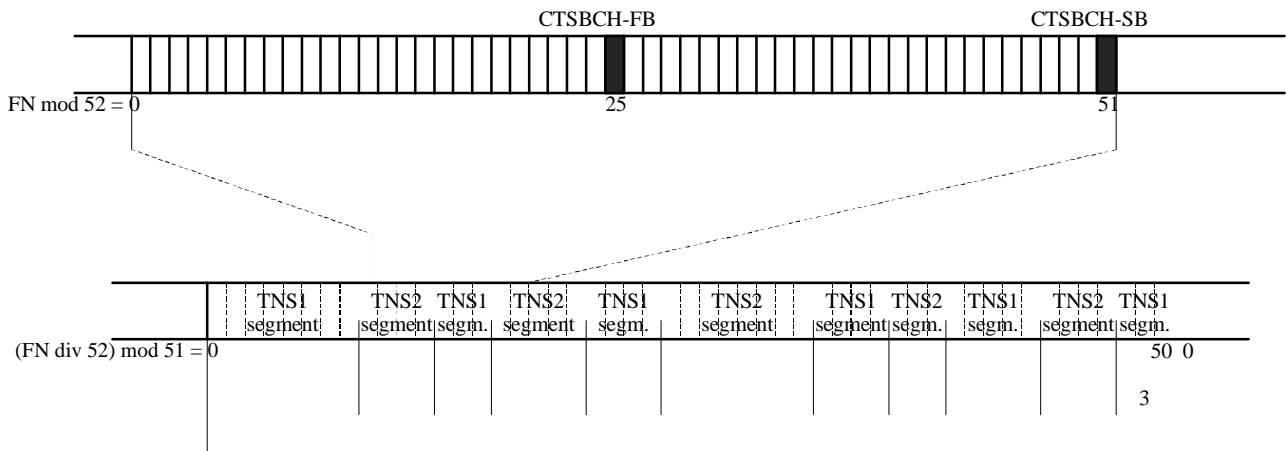 CTSBCH-FB CTSBCH-SB
FN mod 52 = 0 25 51
TNS1 TNS2 TNS1 TNS2 TNS1 TNS2 TNS1 TNS2 TNS1 TNS2 TNS1
segment segment segm. segment segm. segment segment segm. segm. segment segm.
(FN div 52) mod 51 = 0 50 0
3